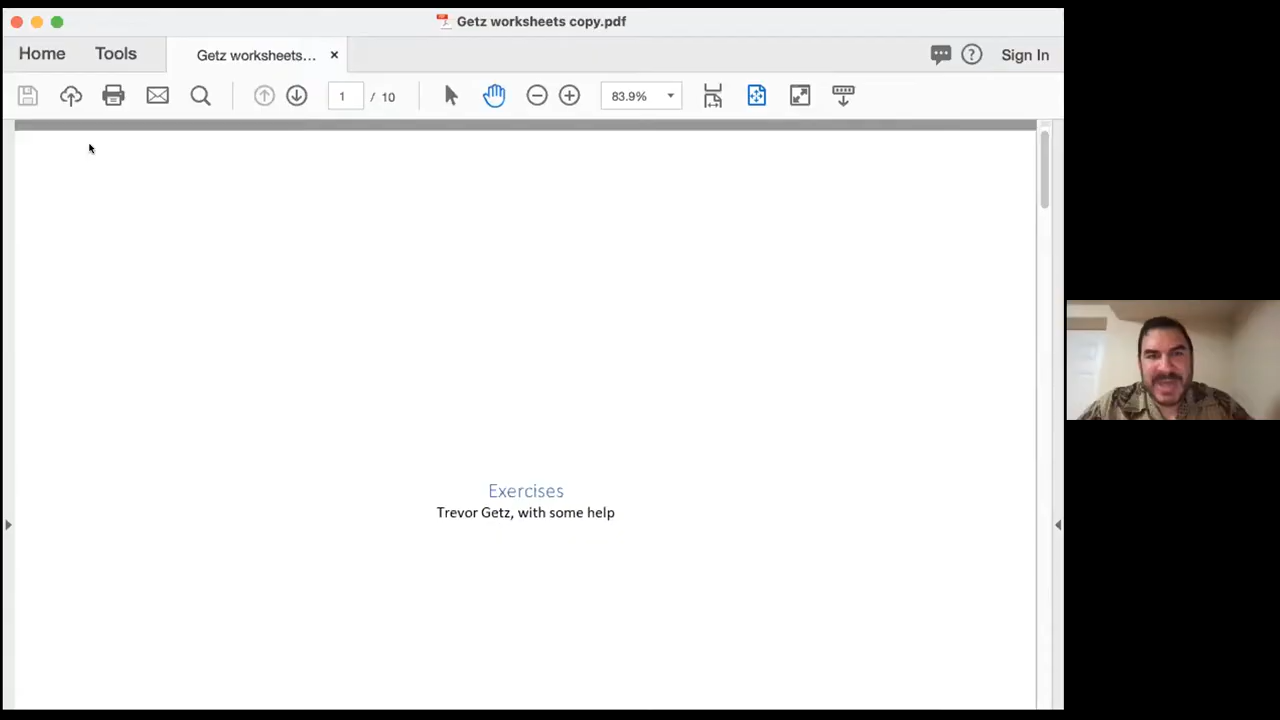 Getz worksheets copy.pdf
Home Tools Getz worksheets... × Sign In
1 / 10 83.9%
Exercises
Trevor Getz, with some help